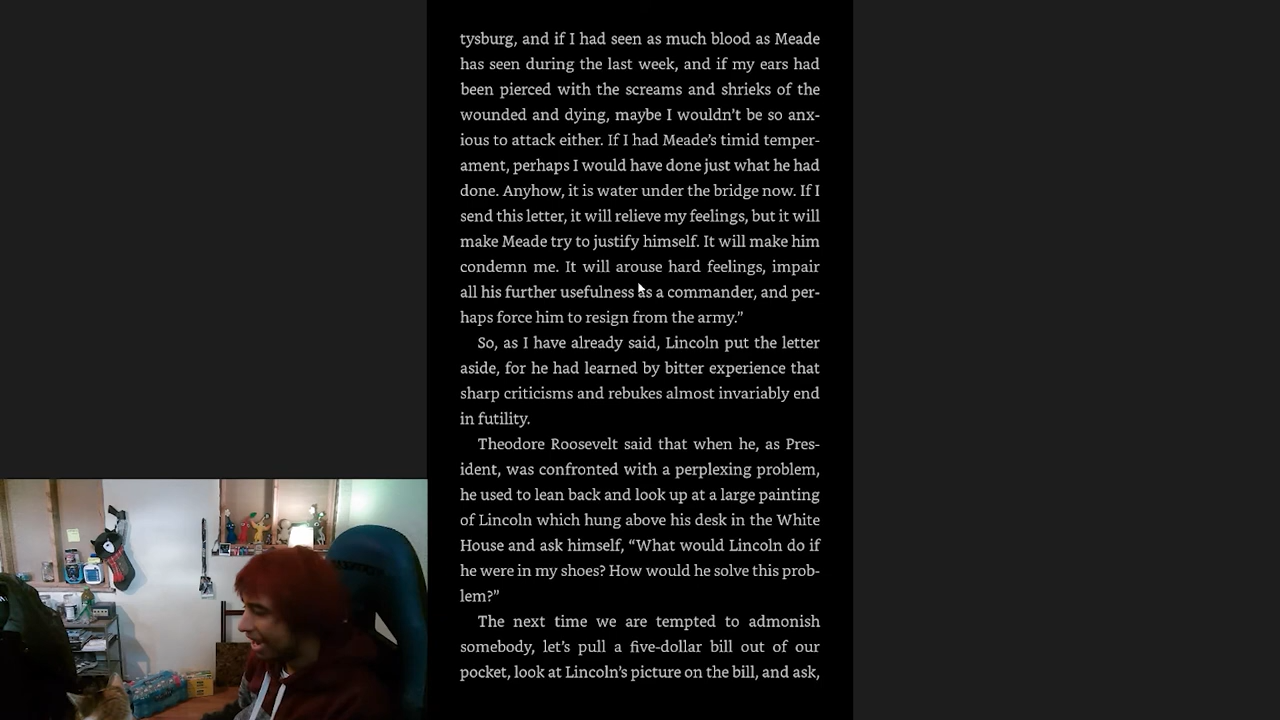 tysburg, and if I had seen as much blood as Meade
has seen during the last week, and if my ears had
been pierced with the screams and shrieks of the
wounded and dying, maybe I wouldn’t be so anx-
ious to attack either. If I had Meade’s timid temper-
ament, perhaps I would have done just what he had
done. Anyhow, it is water under the bridge now. If I
send this letter, it will relieve my feelings, but it will
make Meade try to justify himself. It will make him
condemn me. It will arouse hard feelings, impair
all his further usefulness as a commander, and per-
haps force him to resign from the army.”
So, as I have already said, Lincoln put the letter
aside, for he had learned by bitter experience that
sharp criticisms and rebukes almost invariably end
in futility.
Theodore Roosevelt said that when he, as Pres-
ident, was confronted with a perplexing problem,
he used to lean back and look up at a large painting
of Lincoln which hung above his desk in the White
House and ask himself, “What would Lincoln do if
he were in my shoes? How would he solve this prob-
lem?”
The next time we are tempted to admonish
somebody, let’s pull a five-dollar bill out of our
pocket, look at Lincoln’s picture on the bill, and ask,